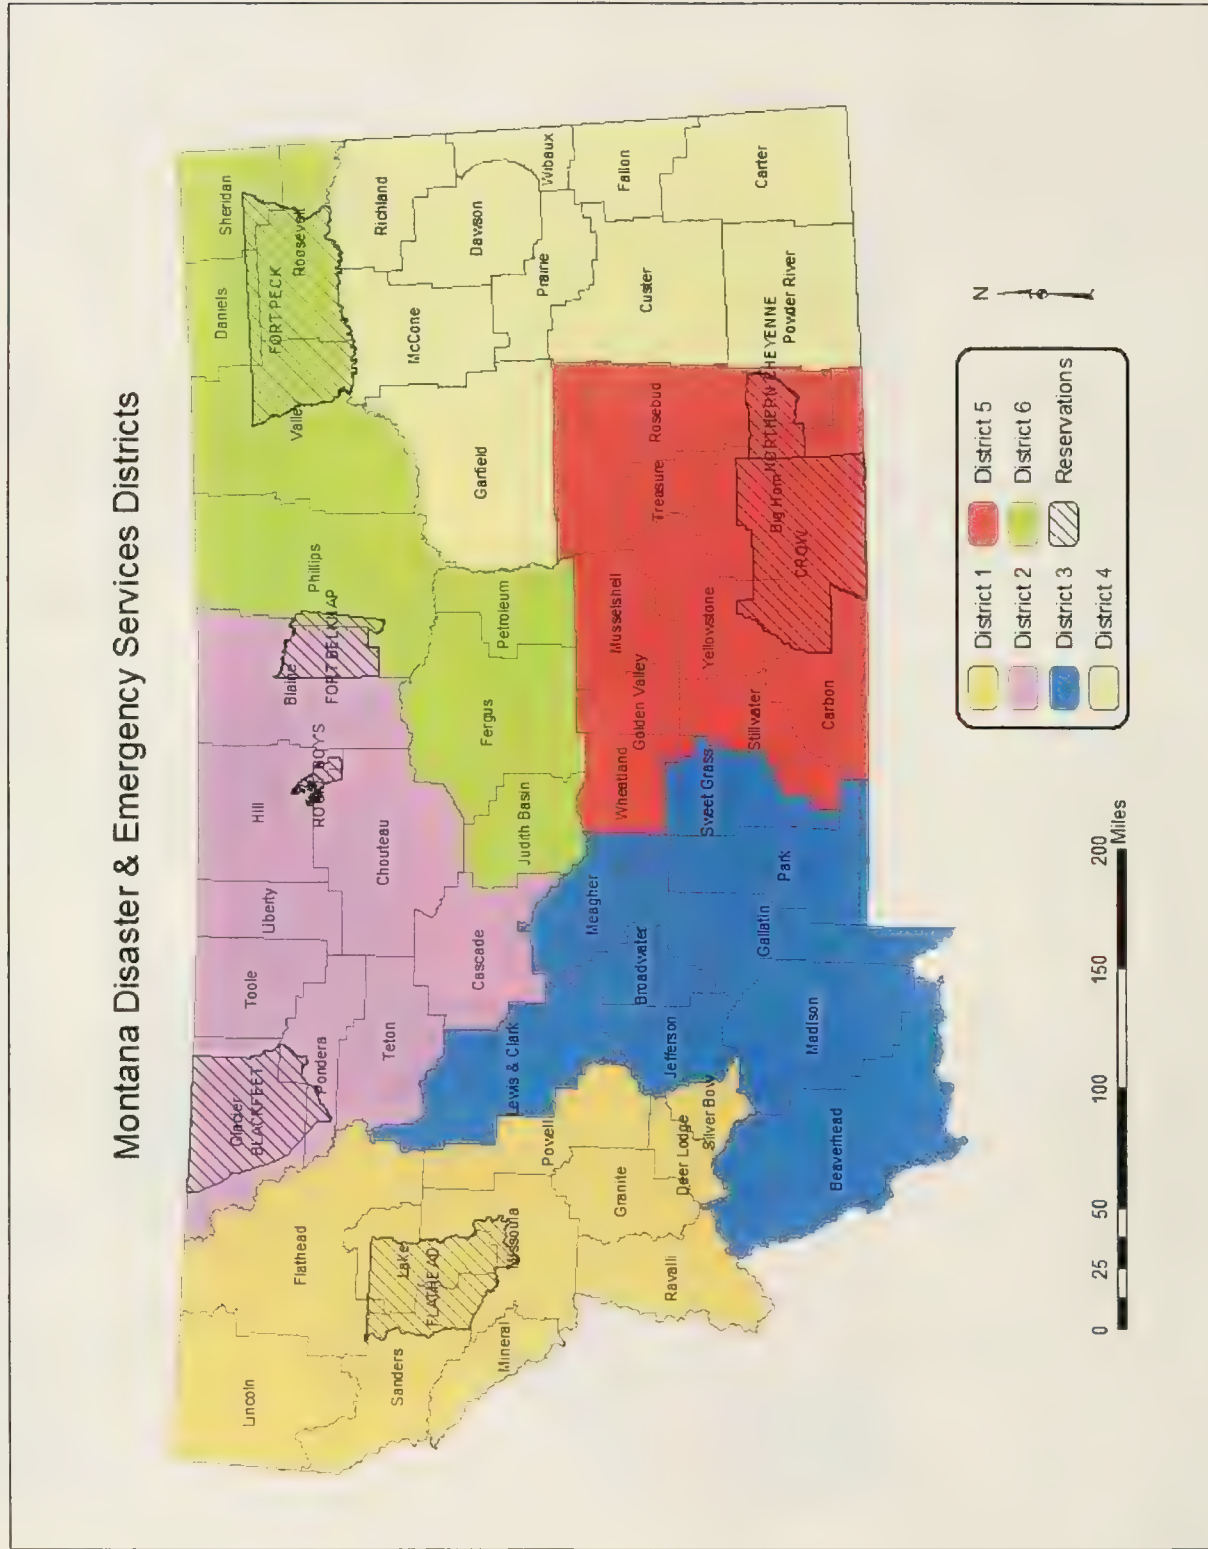 Montana Disaster & Emergency Services Districts
Lincoln
Flathead
Glacier
BLACKFEET
Toole
Liberty
Hill
Blaine
Phillips
Valley
Daniels
Sheridan
FORT PECK
Roosevelt
Pondera
FORT BELKNAP
Sanders
Lake
FLATHEAD
Teton
Chouteau
McCone
Richland
Mineral
Missoula
Powell
Lewis & Clark
Cascade
Judith Basin
Fergus
Petroleum
Garfield
Dawson
Prairie
Wibaux
Ravalli
Granite
Deer Lodge
Silver Bow
Jefferson
Broadwater
Meagher
Wheatland
Golden Valley
Musselshell
Treasure
Rosebud
Custer
Fallon
Beaverhead
Madison
Gallatin
Park
Sweet Grass
Stillwater
Yellowstone
Carbon
Big Horn
CROW
NORTHERN CHEYENNE
Powder River
Carter
N
District 1
District 2
District 3
District 4
District 5
District 6
Reservations
0 25 50 100 150 200
Miles